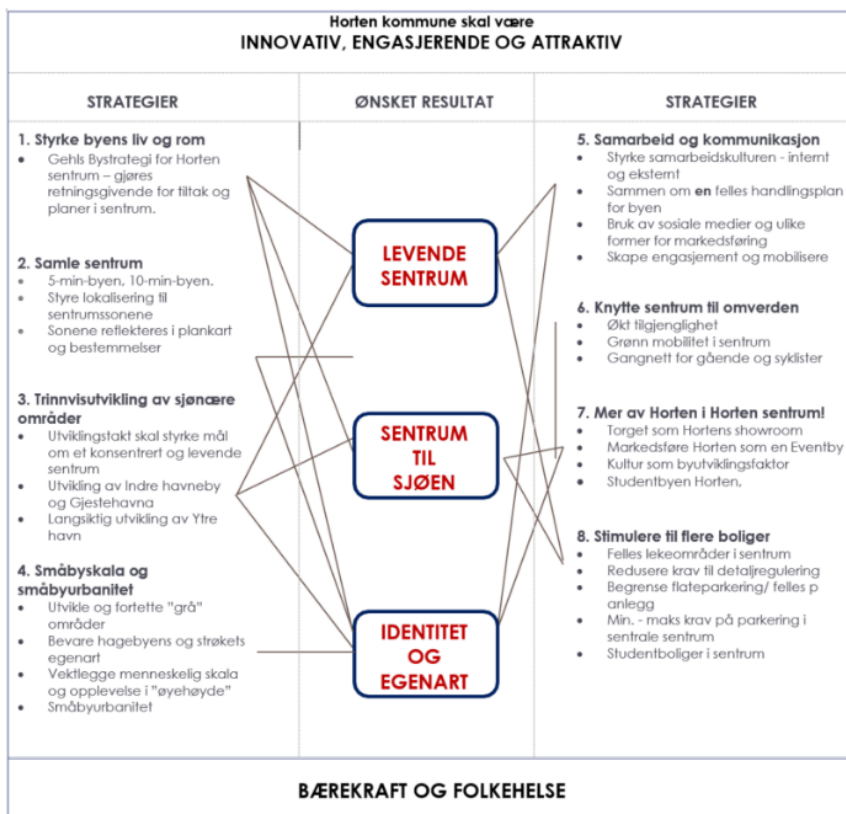 Horten kommune skal være
INNOVATIV, ENGASJERENDE OG ATTRAKTIV
STRATEGIER
1. Styrke byens liv og rom
• Gehls Bystrategi for Horten
sentrum – gjøres
retningsgivende for tiltak og
planer i sentrum.
2. Samle sentrum
• 5-min-byen, 10-min-byen.
• Styre lokalisering til
sentrumssonene
• Sonene reflekteres i plankart
og bestemmelser
3. Trinnvisutvikling av sjønære
områder
• Utviklingstakt skal styrke mål
om et konsentrert og levende
sentrum
• Utvikling av Indre havneby
og Gjestehavna
• Langsiktig utvikling av Ytre
havn
4. Småbyskala og
småbyurbanitet
• Utvikle og fortette ”grå”
områder
• Bevare hagebyens og strøkets
egenart
• Vektlegge menneskelig skala
og opplevelse i ”øyehøyde”
• Småbyurbanitet
ØNSKET RESULTAT
LEVENDE
SENTRUM
SENTRUM
TIL
SJØEN
IDENTITET
OG
EGENART
STRATEGIER
5. Samarbeid og kommunikasjon
• Styrke samarbeidskulturen - internt
og eksternt
• Sammen om en felles handlingsplan
for byen
• Bruk av sosiale medier og ulike
former for markedsføring
• Skape engasjement og mobilisere
6. Knytte sentrum til omverden
• Økt tilgjenglighet
• Grønn mobilitet i sentrum
• Gangnett for gående og syklister
7. Mer av Horten i Horten sentrum!
• Torget som Hortens showroom
• Markedsføre Horten som en Eventby
• Kultur som byutviklingsfaktor
• Studentbyen Horten,
8. Stimulere til flere boliger
• Felles lekeområder i sentrum
• Redusere krav til detaljregulering
• Begrense flateparkering/ felles p
anlegg
• Min. - maks krav på parkering i
sentrale sentrum
• Studentboliger i sentrum
BÆREKRAFT OG FOLKEHELSE